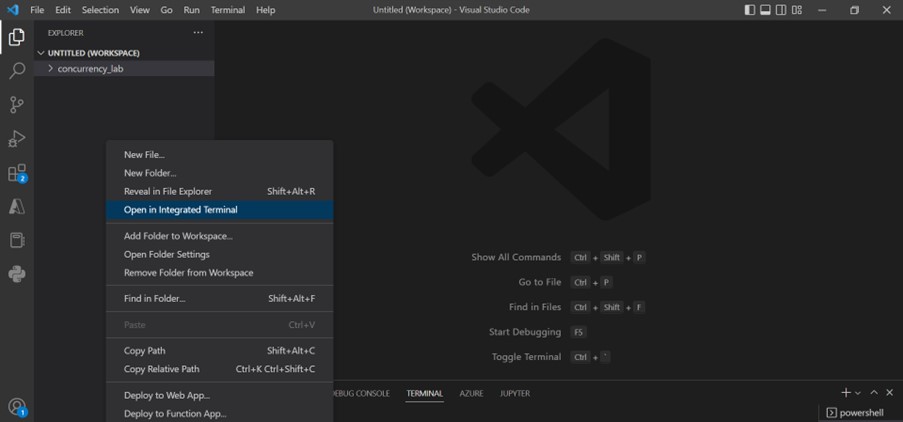 File Edit Selection View Go Run Terminal Help
Untitled (Workspace) - Visual Studio Code
EXPLORER ...
UNTITLED (WORKSPACE)
concurrency_lab
New File...
New Folder...
Reveal in File Explorer Shift+Alt+R
Open in Integrated Terminal
Add Folder to Workspace...
Open Folder Settings
Remove Folder from Workspace
Find in Folder... Shift+Alt+F
Paste Ctrl+V
Copy Path Shift+Alt+C
Copy Relative Path Ctrl+K Ctrl+Shift+C
Deploy to Web App...
Deploy to Function App...
2
1
Show All Commands Ctrl + Shift + P
Go to File Ctrl + P
Find in Files Ctrl + Shift + F
Start Debugging F5
Toggle Terminal Ctrl + `
DEBUG CONSOLE TERMINAL AZURE JUPYTER
powershell